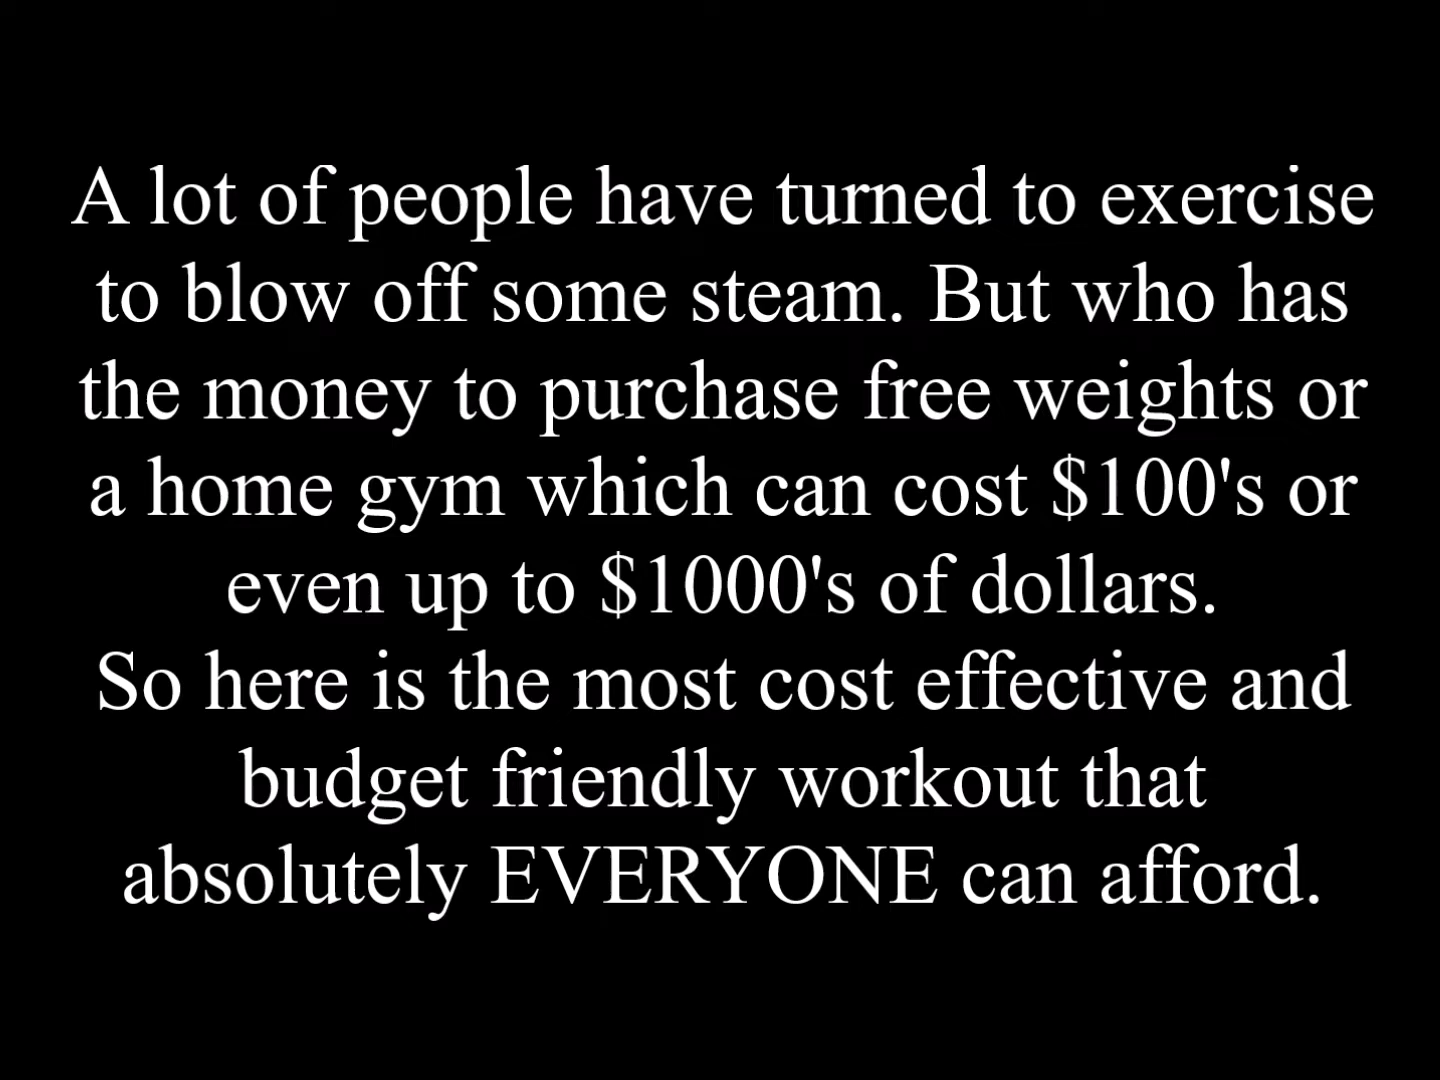 A lot of people have turned to exercise
to blow off some steam. But who has
the money to purchase free weights or
a home gym which can cost $100's or
even up to $1000's of dollars.
So here is the most cost effective and
budget friendly workout that
absolutely EVERYONE can afford.